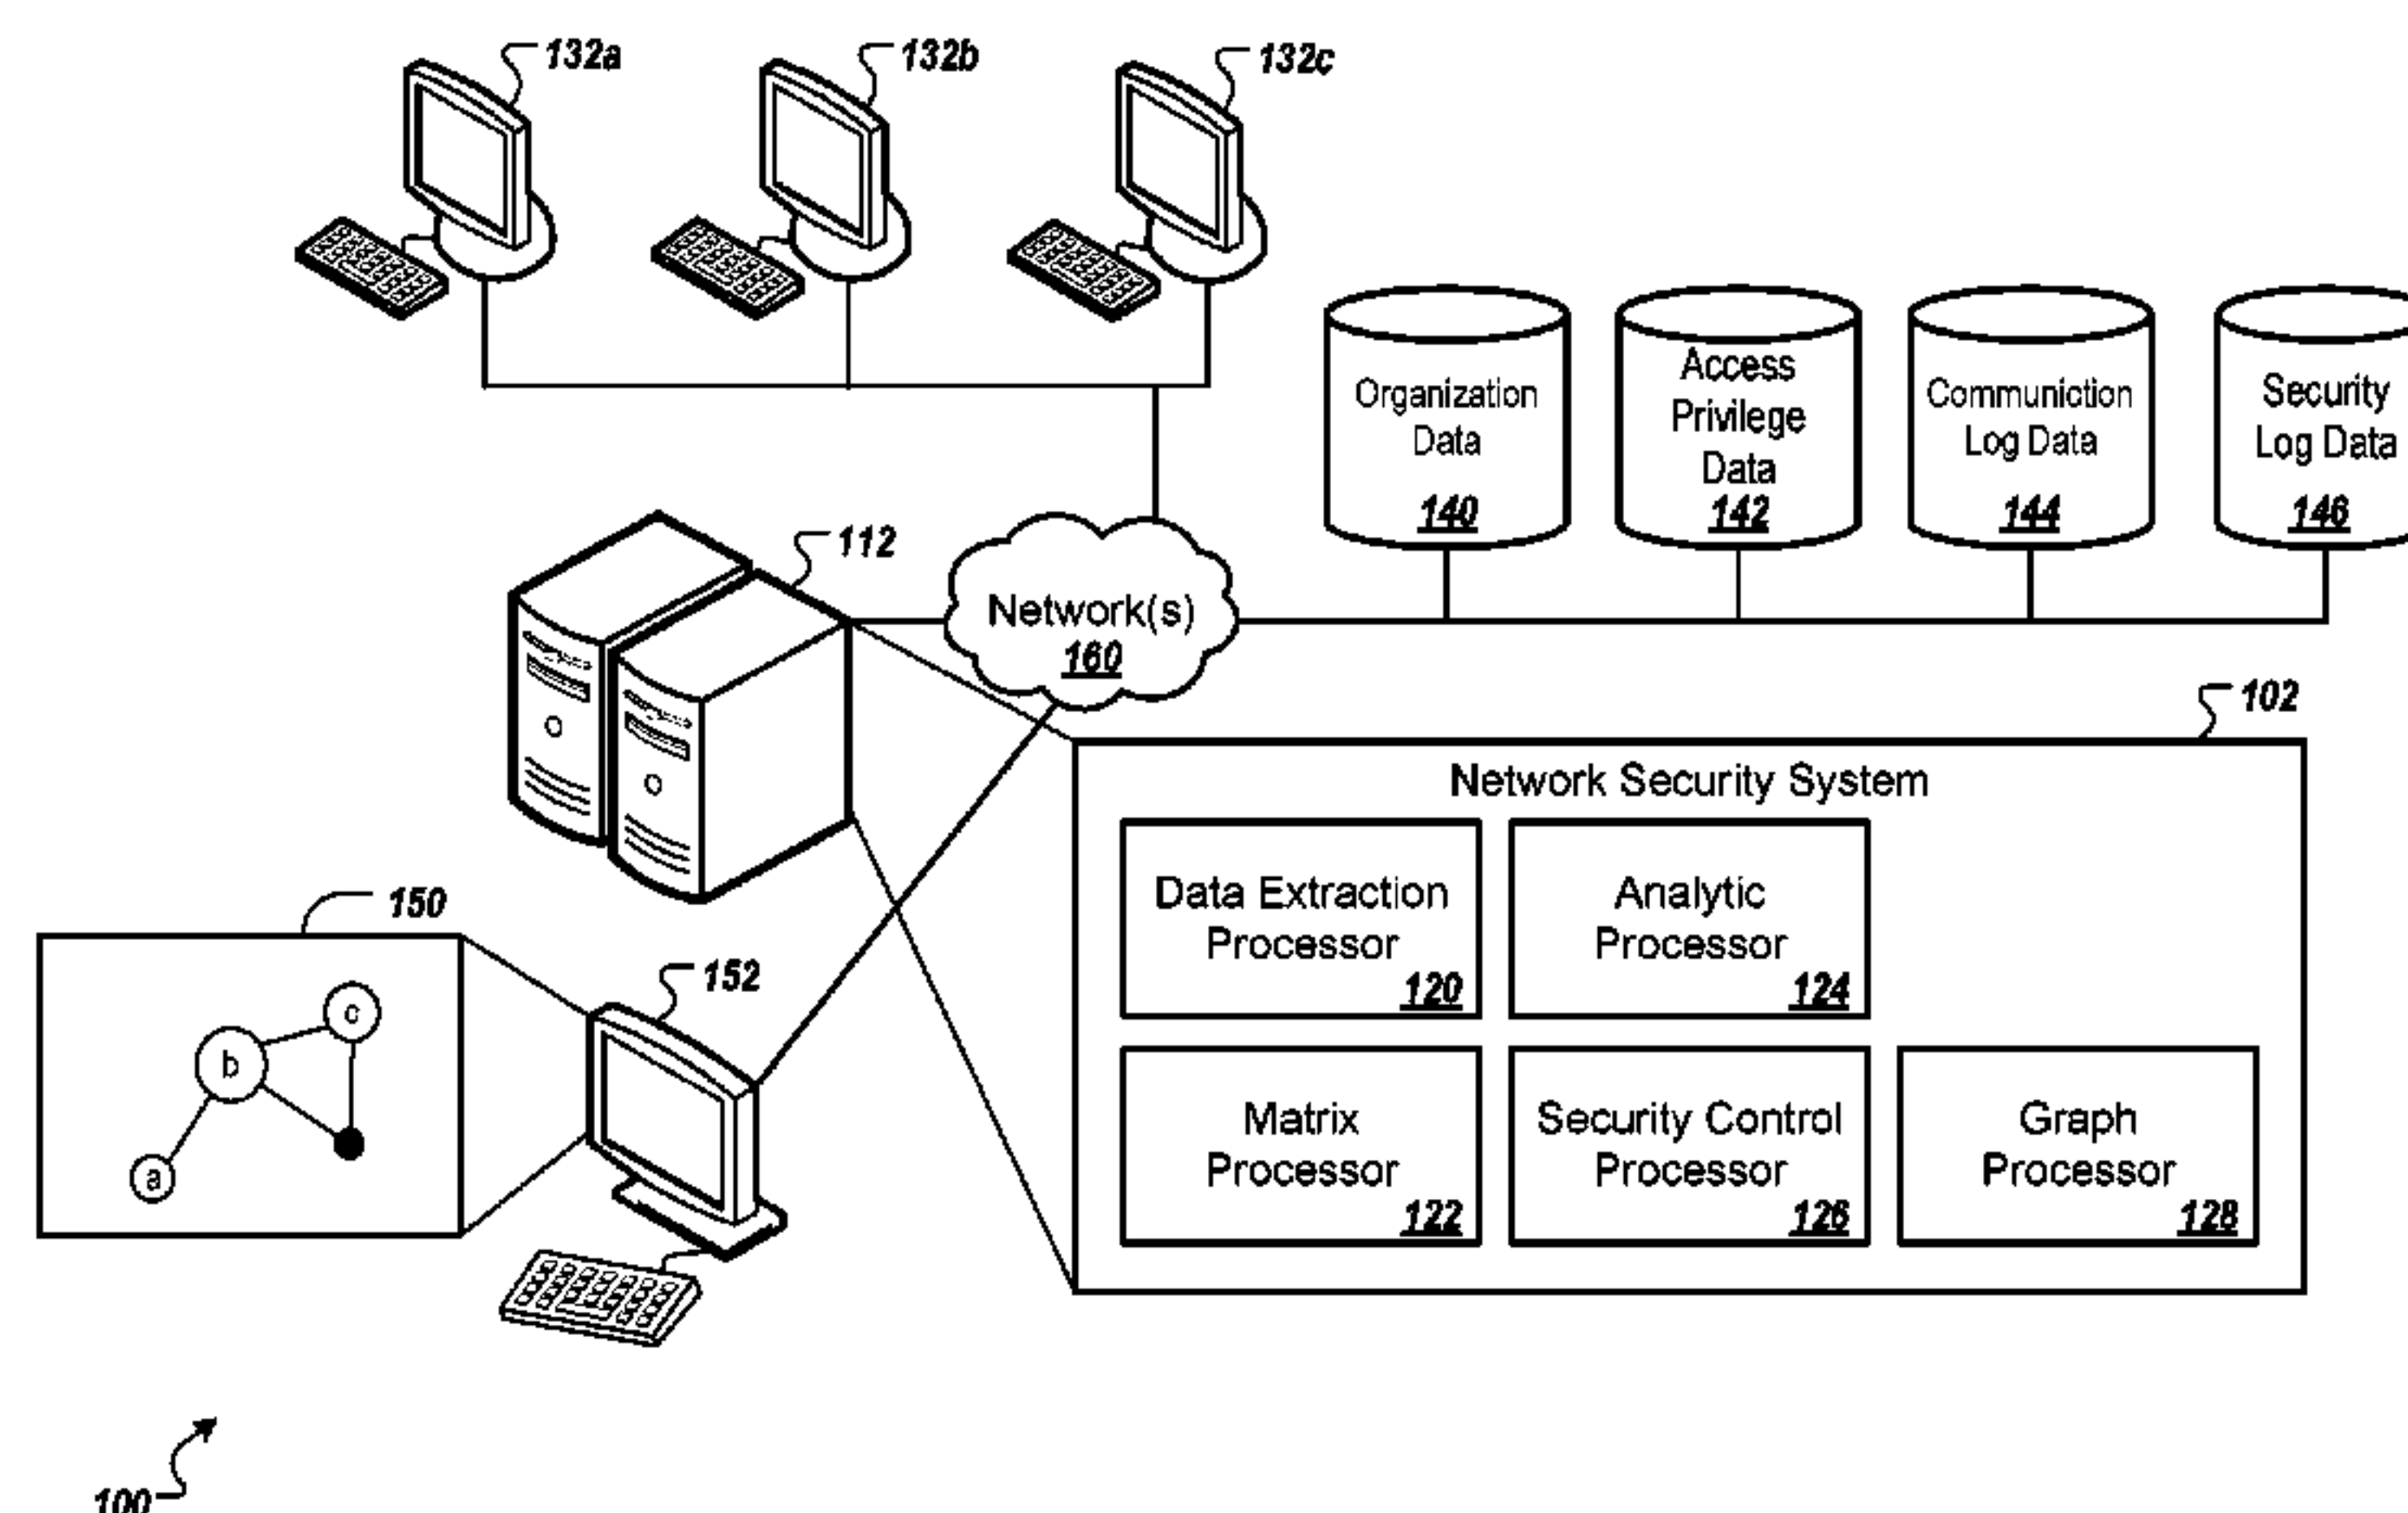 132a
132b
132c
Organization
Data
140
Access
Privilege
Data
142
Communiction
Log Data
144
Security
Log Data
146
112
Network(s)
160
102
Network Security System
Data Extraction
Processor
120
Analytic
Processor
124
Matrix
Processor
122
Security Control
Processor
126
Graph
Processor
128
150
c
b
a
152
100